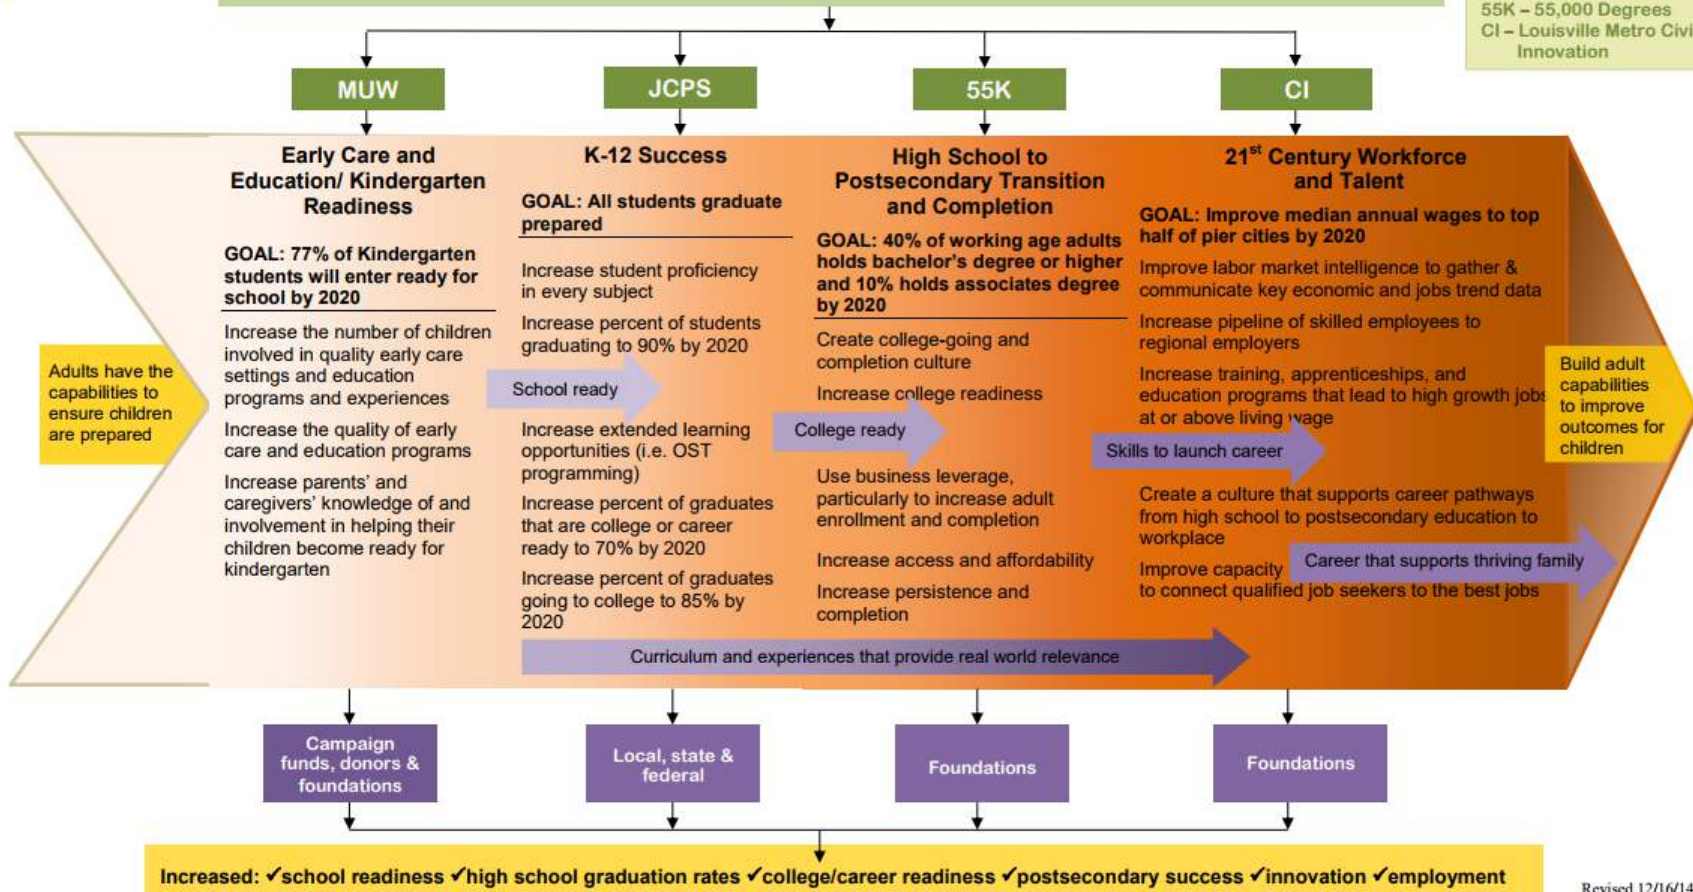 55K – 55,000 Degrees
CI – Louisville Metro Civi
Innovation
MUW
JCPS
55K
CI
Early Care and
Education/ Kindergarten
Readiness
GOAL: 77% of Kindergarten
students will enter ready for
school by 2020
Increase the number of children
involved in quality early care
settings and education
programs and experiences
Increase the quality of early
care and education programs
Increase parents' and
caregivers' knowledge of and
involvement in helping their
children become ready for
kindergarten
K-12 Success
GOAL: All students graduate
prepared
Increase student proficiency
in every subject
Increase percent of students
graduating to 90% by 2020
School ready
Increase extended learning
opportunities (i.e. OST
programming)
Increase percent of graduates
that are college or career
ready to 70% by 2020
Increase percent of graduates
going to college to 85% by
2020
High School to
Postsecondary Transition
and Completion
GOAL: 40% of working age adults
holds bachelor's degree or higher
and 10% holds associates degree
by 2020
Create college-going and
completion culture
Increase college readiness
College ready
Use business leverage,
particularly to increase adult
enrollment and completion
Increase access and affordability
Increase persistence and
completion
21st Century Workforce
and Talent
GOAL: Improve median annual wages to top
half of pier cities by 2020
Improve labor market intelligence to gather &
communicate key economic and jobs trend data
Increase pipeline of skilled employees to
regional employers
Increase training, apprenticeships, and
education programs that lead to high growth jobs
at or above living wage
Skills to launch career
Create a culture that supports career pathways
from high school to postsecondary education to
workplace
Career that supports thriving family
Improve capacity
to connect qualified job seekers to the best jobs
Curriculum and experiences that provide real world relevance
Adults have the
capabilities to
ensure children
are prepared
Build adult
capabilities
to improve
outcomes for
children
Campaign
funds, donors &
foundations
Local, state &
federal
Foundations
Foundations
Increased: ✓school readiness ✓high school graduation rates ✓college/career readiness ✓postsecondary success ✓innovation ✓employment
Revised 12/16/14